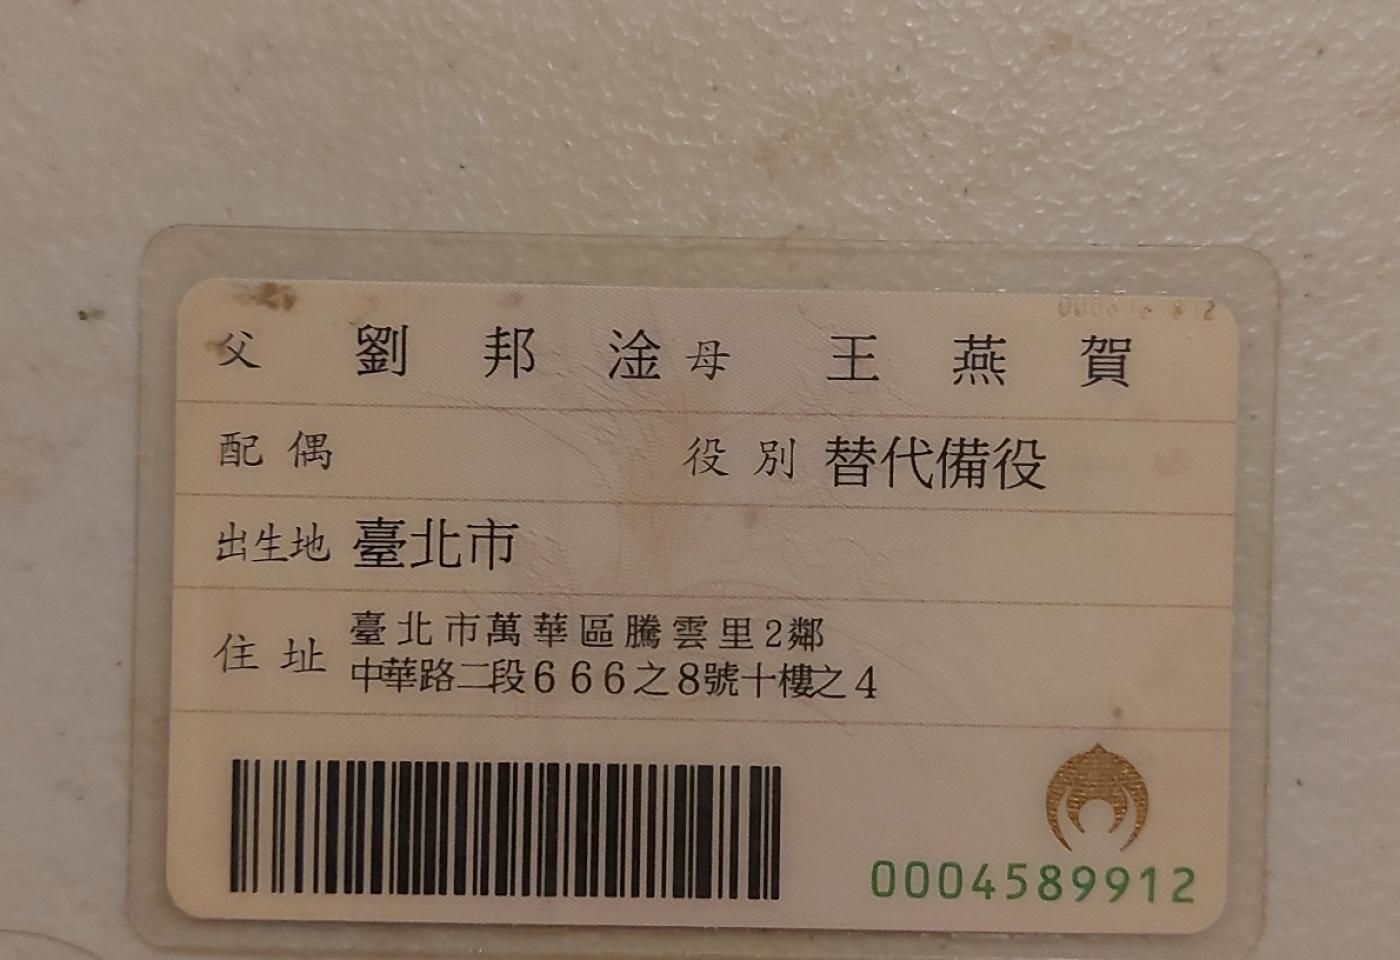 父 劉邦淦 母 王燕賀
配偶 役別 替代備役
出生地 臺北市
住址 臺北市萬華區騰雲里2鄰
中華路二段666之8號十樓之4
0004589912